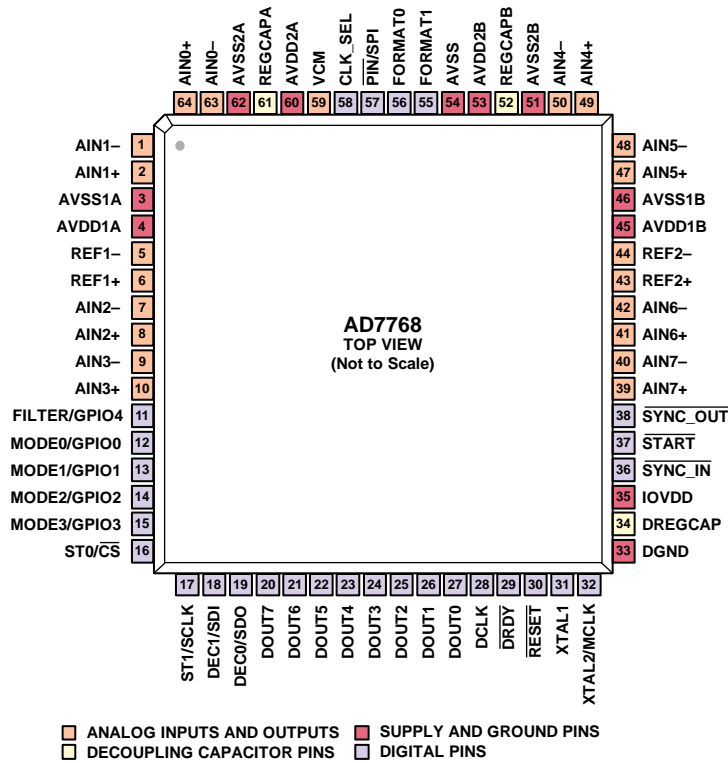 AIN0+
AIN0–
AVSS2A
REGCAPA
AVDD2A
VCM
CLK_SEL
PIN/SPI
FORMAT0
FORMAT1
AVSS
AVDD2B
REGCAPB
AVSS2B
AIN4–
AIN4+
64 63 62 61 60 59 58 57 56 55 54 53 52 51 50 49
AIN1– 1
AIN1+ 2
AVSS1A 3
AVDD1A 4
REF1– 5
REF1+ 6
AIN2– 7
AIN2+ 8
AIN3– 9
AIN3+ 10
FILTER/GPIO4 11
MODE0/GPIO0 12
MODE1/GPIO1 13
MODE2/GPIO2 14
MODE3/GPIO3 15
ST0/CS 16
AD7768
TOP VIEW
(Not to Scale)
48 AIN5–
47 AIN5+
46 AVSS1B
45 AVDD1B
44 REF2–
43 REF2+
42 AIN6–
41 AIN6+
40 AIN7–
39 AIN7+
38 SYNC_OUT
37 START
36 SYNC_IN
35 IOVDD
34 DREGCAP
33 DGND
17 18 19 20 21 22 23 24 25 26 27 28 29 30 31 32
ST1/SCLK
DEC1/SDI
DEC0/SDO
DOUT7
DOUT6
DOUT5
DOUT4
DOUT3
DOUT2
DOUT1
DOUT0
DCLK
DRDY
RESET
XTAL1
XTAL2/MCLK
ANALOG INPUTS AND OUTPUTS
SUPPLY AND GROUND PINS
DECOUPLING CAPACITOR PINS
DIGITAL PINS